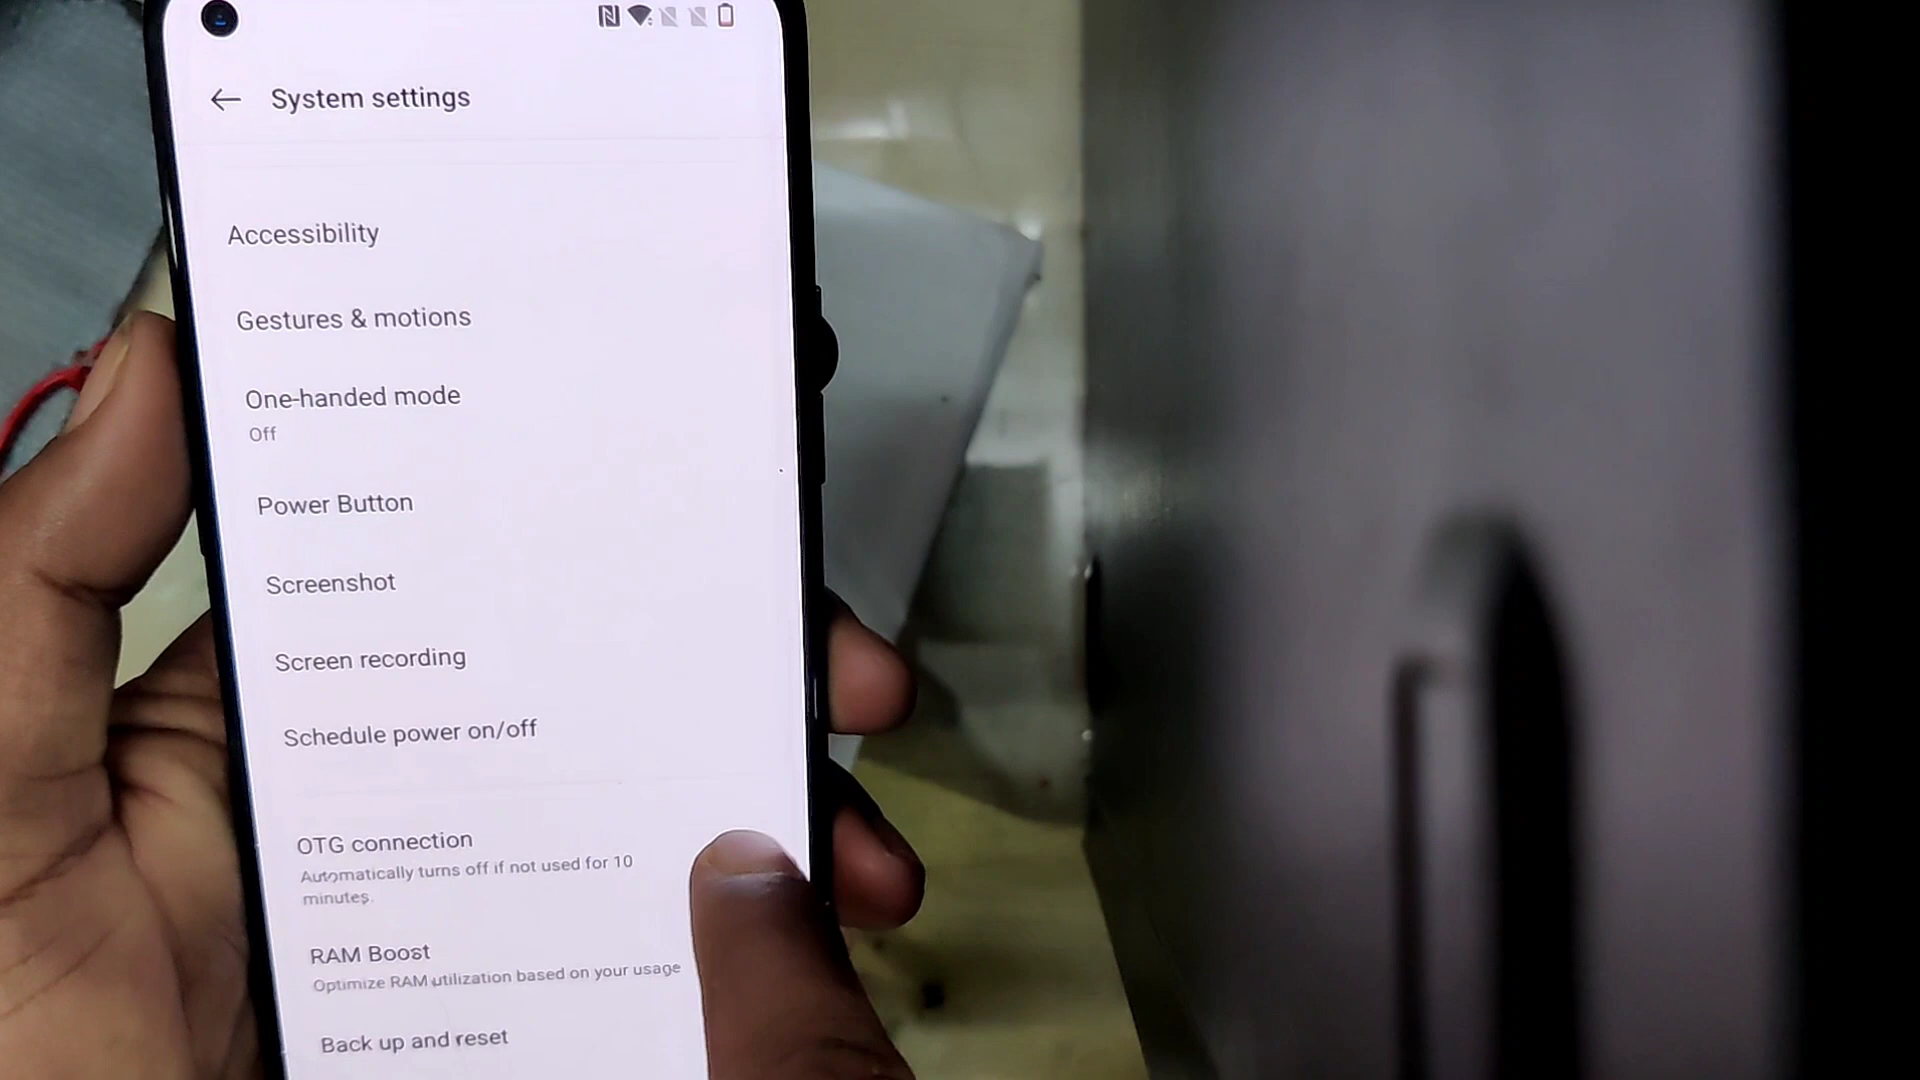 System settings
Accessibility
Gestures & motions
One-handed mode
Off
Power Button
Screenshot
Screen recording
Schedule power on/off
OTG connection
Automatically turns off if not used for 10
minutes.
RAM Boost
Optimize RAM utilization based on your usage
Back up and reset